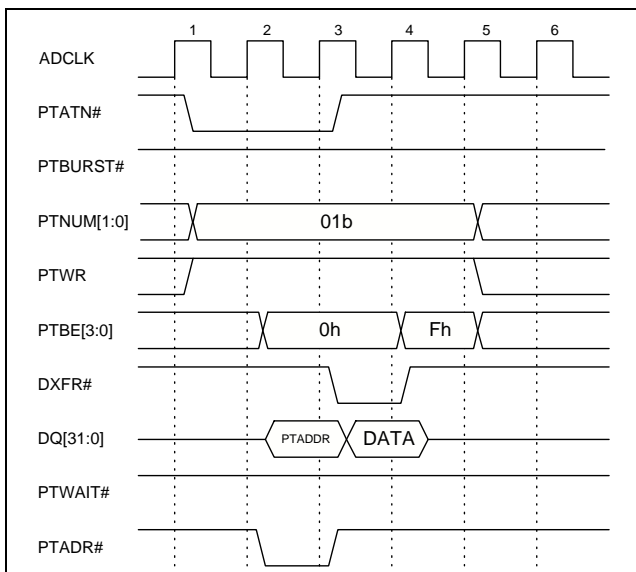 1 2 3 4 5 6
ADCLK
PTATN#
PTBURST#
PTNUM[1:0] 01b
PTWR
PTBE[3:0] 0h Fh
DXFR#
DQ[31:0] PTADDR DATA
PTWAIT#
PTADR#